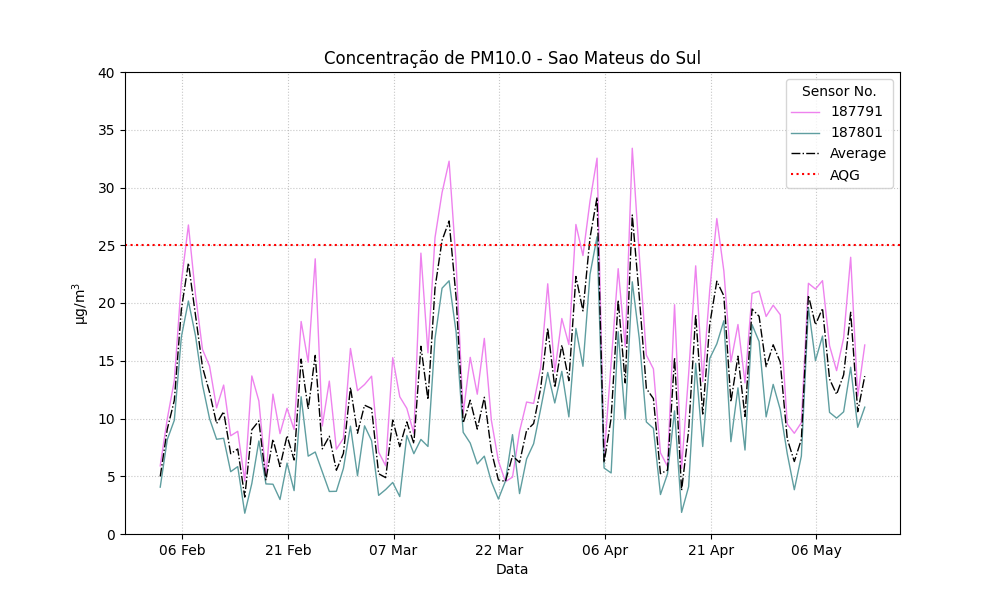 Concentração de PM10.0 - Sao Mateus do Sul
40
35
30
25
20
15
10
5
0
µg/m³
Sensor No.
187791
187801
Average
AQG
06 Feb
21 Feb
07 Mar
22 Mar
06 Apr
21 Apr
06 May
Data